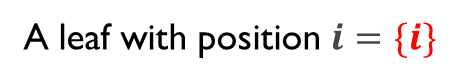 A leaf with position i = {i}